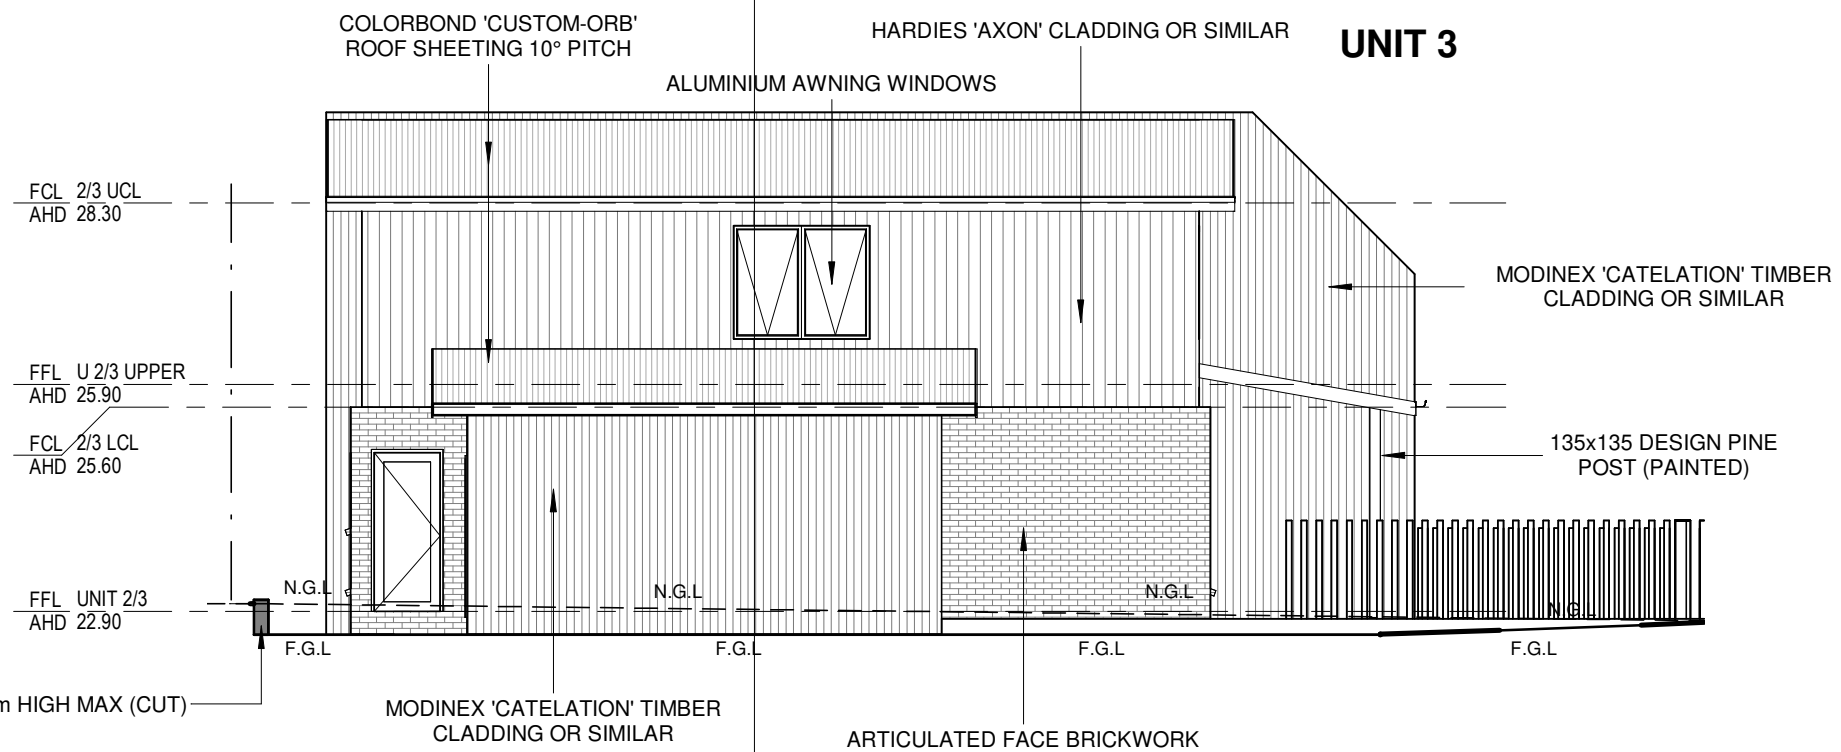 COLORBOND 'CUSTOM-ORB'
ROOF SHEETING 10° PITCH
HARDIES 'AXON' CLADDING OR SIMILAR
UNIT 3
ALUMINIUM AWNING WINDOWS
FCL 2/3 UCL
AHD 28.30
MODINEX 'CATELATION' TIMBER
CLADDING OR SIMILAR
FFL U 2/3 UPPER
AHD 25.90
FCL 2/3 LCL
AHD 25.60
135x135 DESIGN PINE
POST (PAINTED)
N.G.L
N.G.L
N.G.L
FFL UNIT 2/3
AHD 22.90
F.G.L
F.G.L
F.G.L
F.G.L
HIGH MAX (CUT)
MODINEX 'CATELATION' TIMBER
CLADDING OR SIMILAR
ARTICULATED FACE BRICKWORK